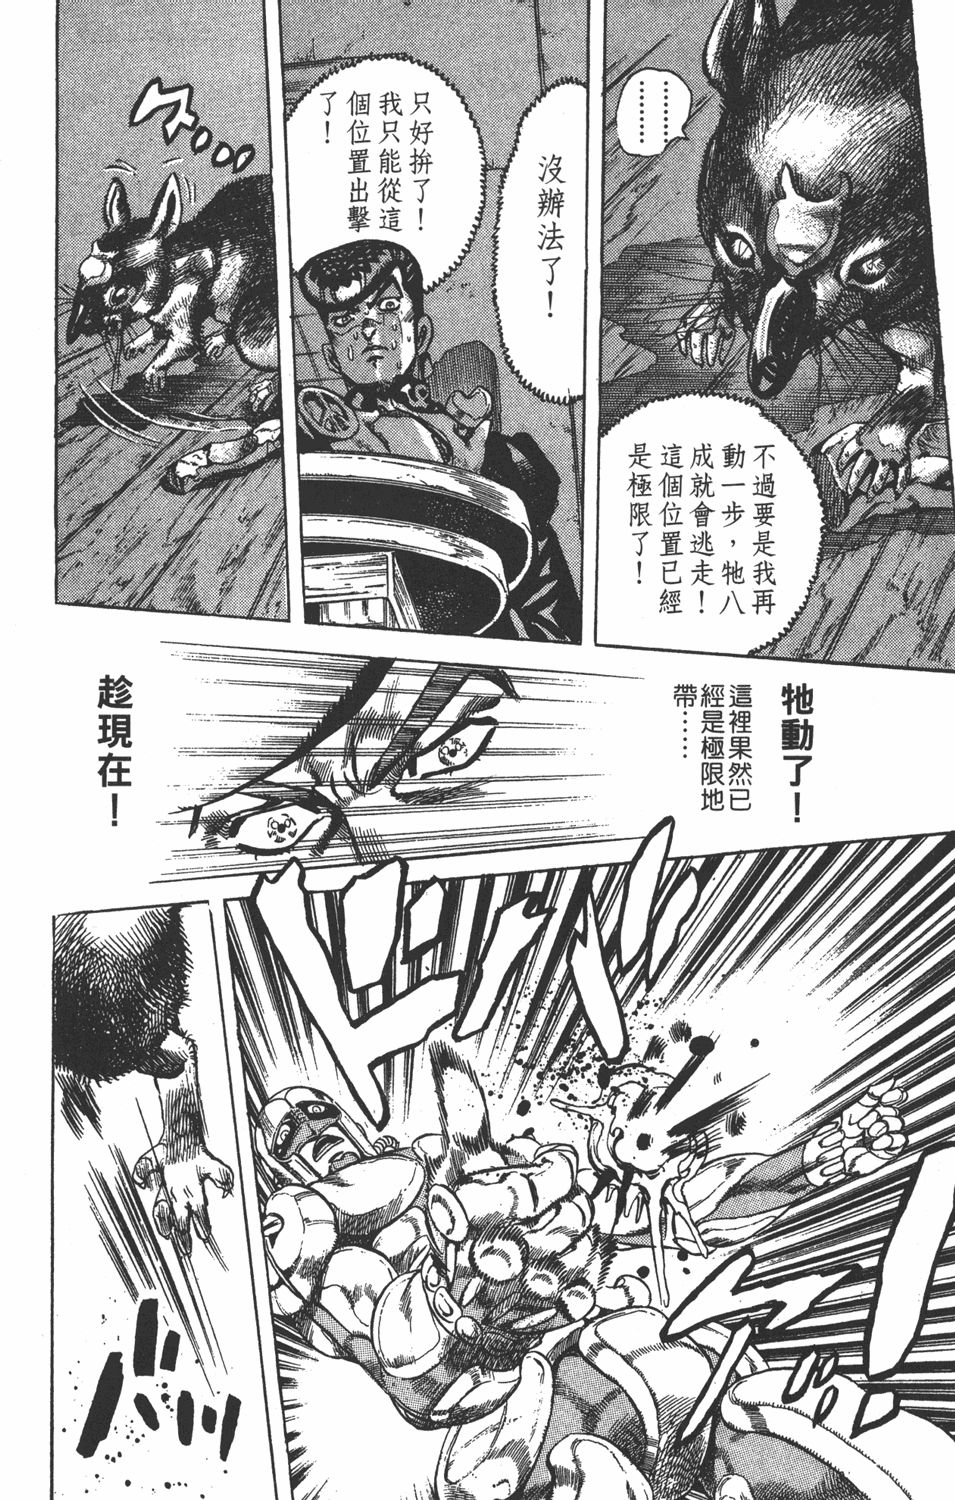 …………
不過要是我再
動一步，牠八
成就會逃走！
這個位置已經
是極限了！
沒辦法了！
只好拚了！
我只能從這
個位置出擊
了！
牠動了！
這裡果然已
經是極限地
帶……
趁現在！